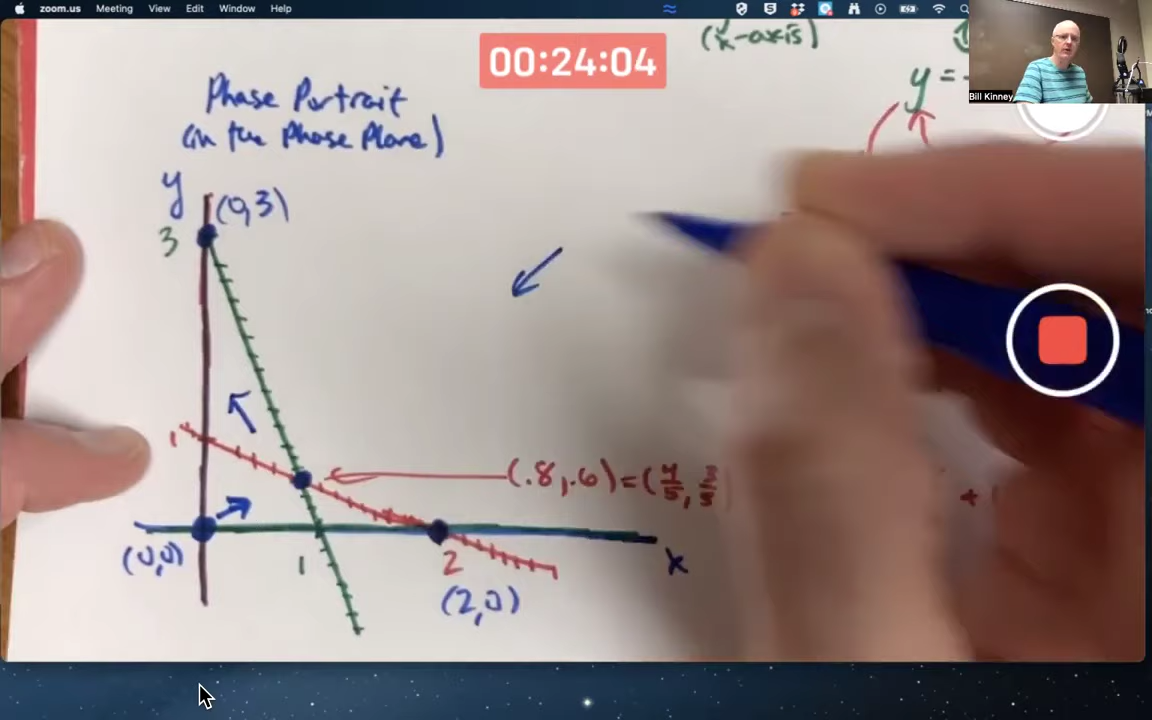 zoom.us Meeting View Edit Window Help
00:24:04
Bill Kinney
(x-axis)
y =
Phase Portrait
(in the Phase Plane)
y
(0,3)
3
1
(.8,.6)=(4/5, 3/5)
(0,0)
1
2
x
(2,0)